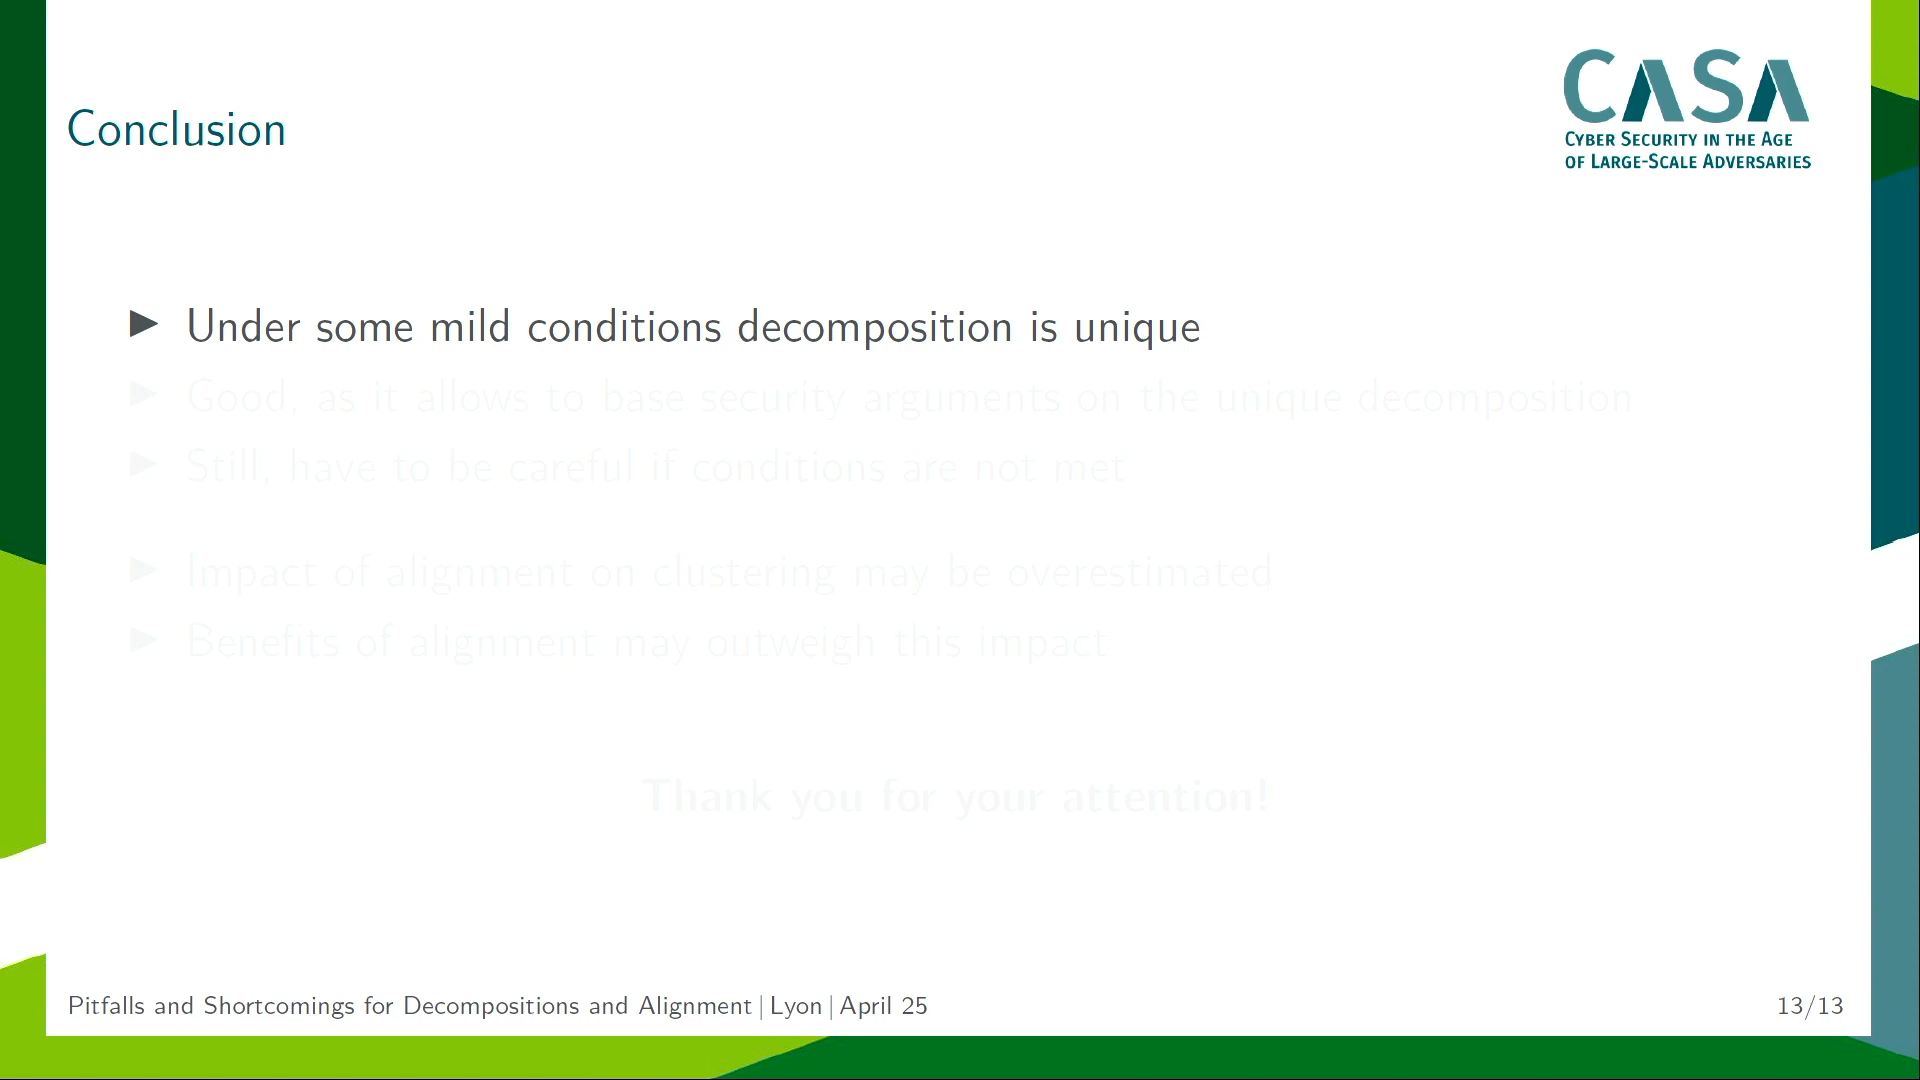 CASA
CYBER SECURITY IN THE AGE
OF LARGE-SCALE ADVERSARIES
Conclusion
▶ Under some mild conditions decomposition is unique
▶ Good, as it allows to base security arguments on the unique decomposition
▶ Still, have to be careful if conditions are not met
▶ Impact of alignment on clustering may be overestimated
▶ Benefits of alignment may outweigh this impact
Thank you for your attention!
Pitfalls and Shortcomings for Decompositions and Alignment | Lyon | April 25
13/13